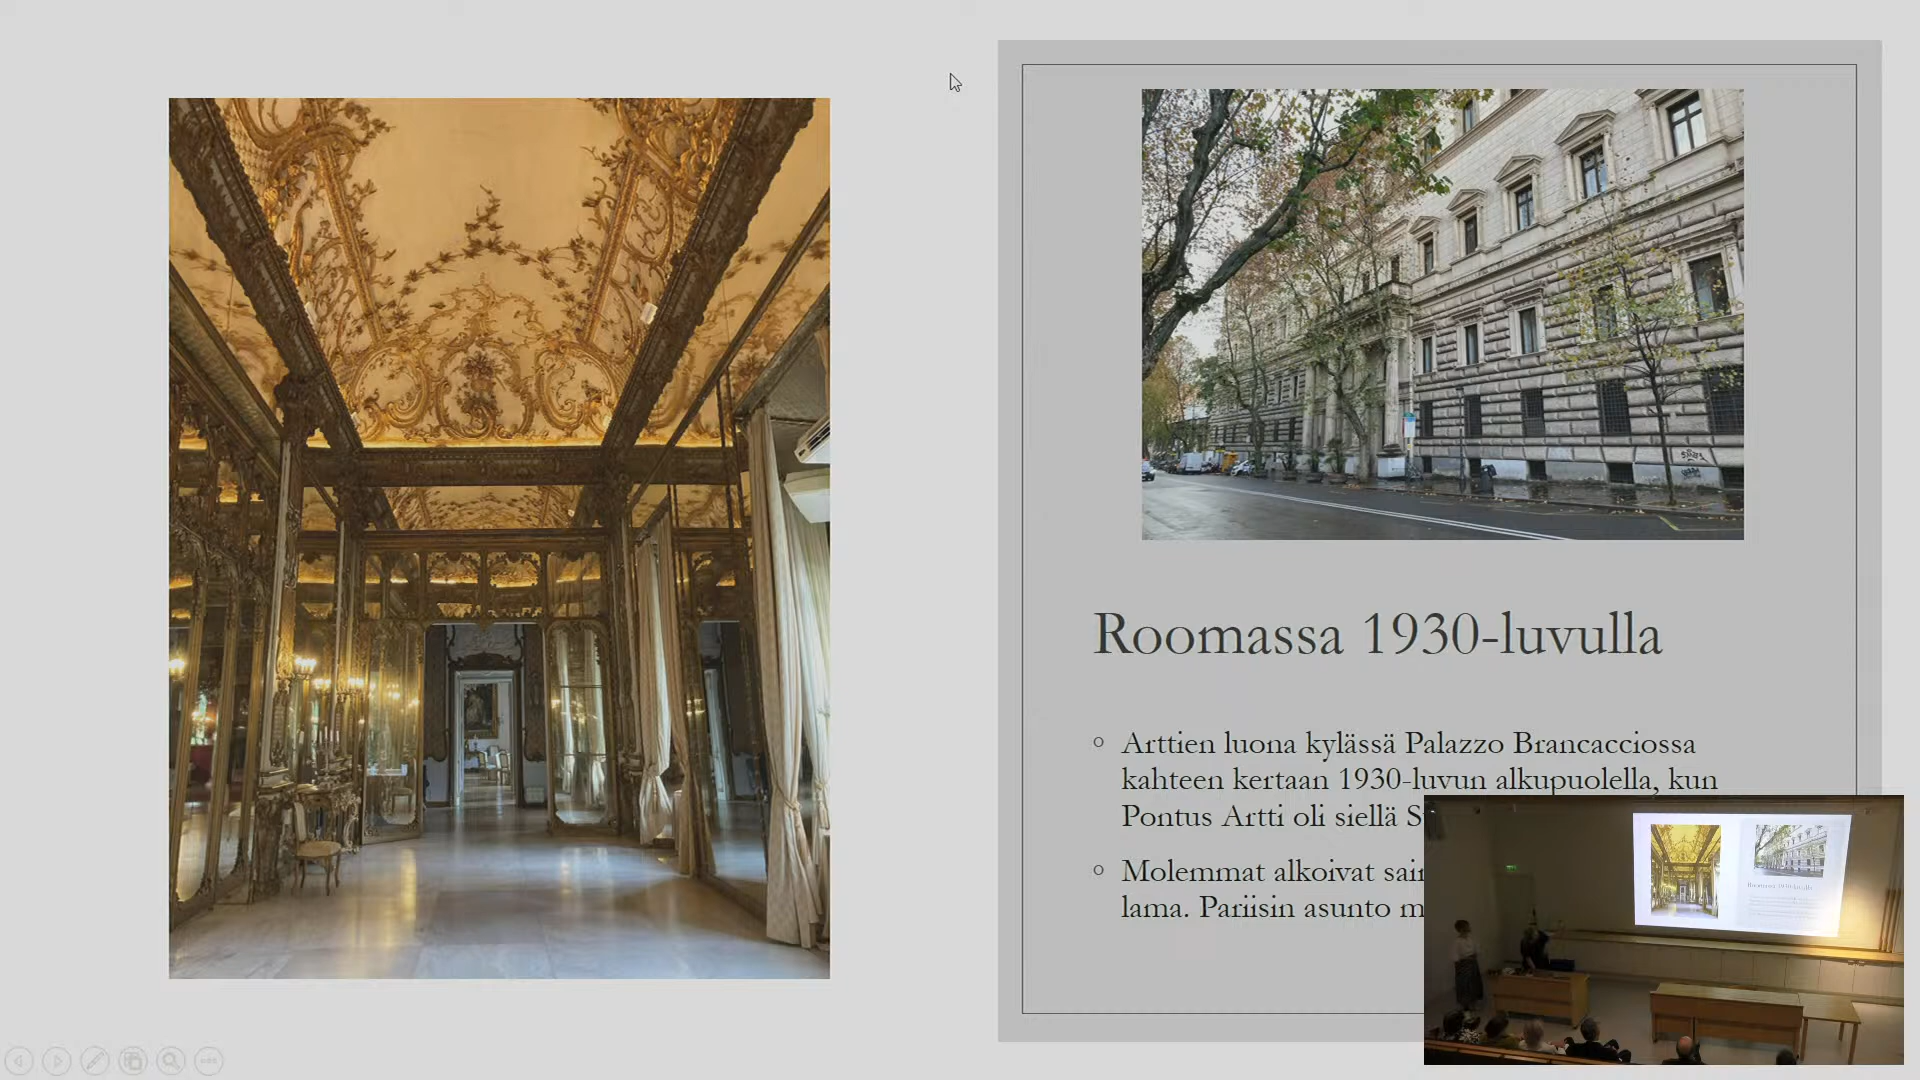 Roomassa 1930-luvulla
Arttien luona kylässä Palazzo Brancacciossa
kahteen kertaan 1930-luvun alkupuolella, kun
Pontus Artti oli siellä
Molemmat alkoivat
lama. Pariisin asunto